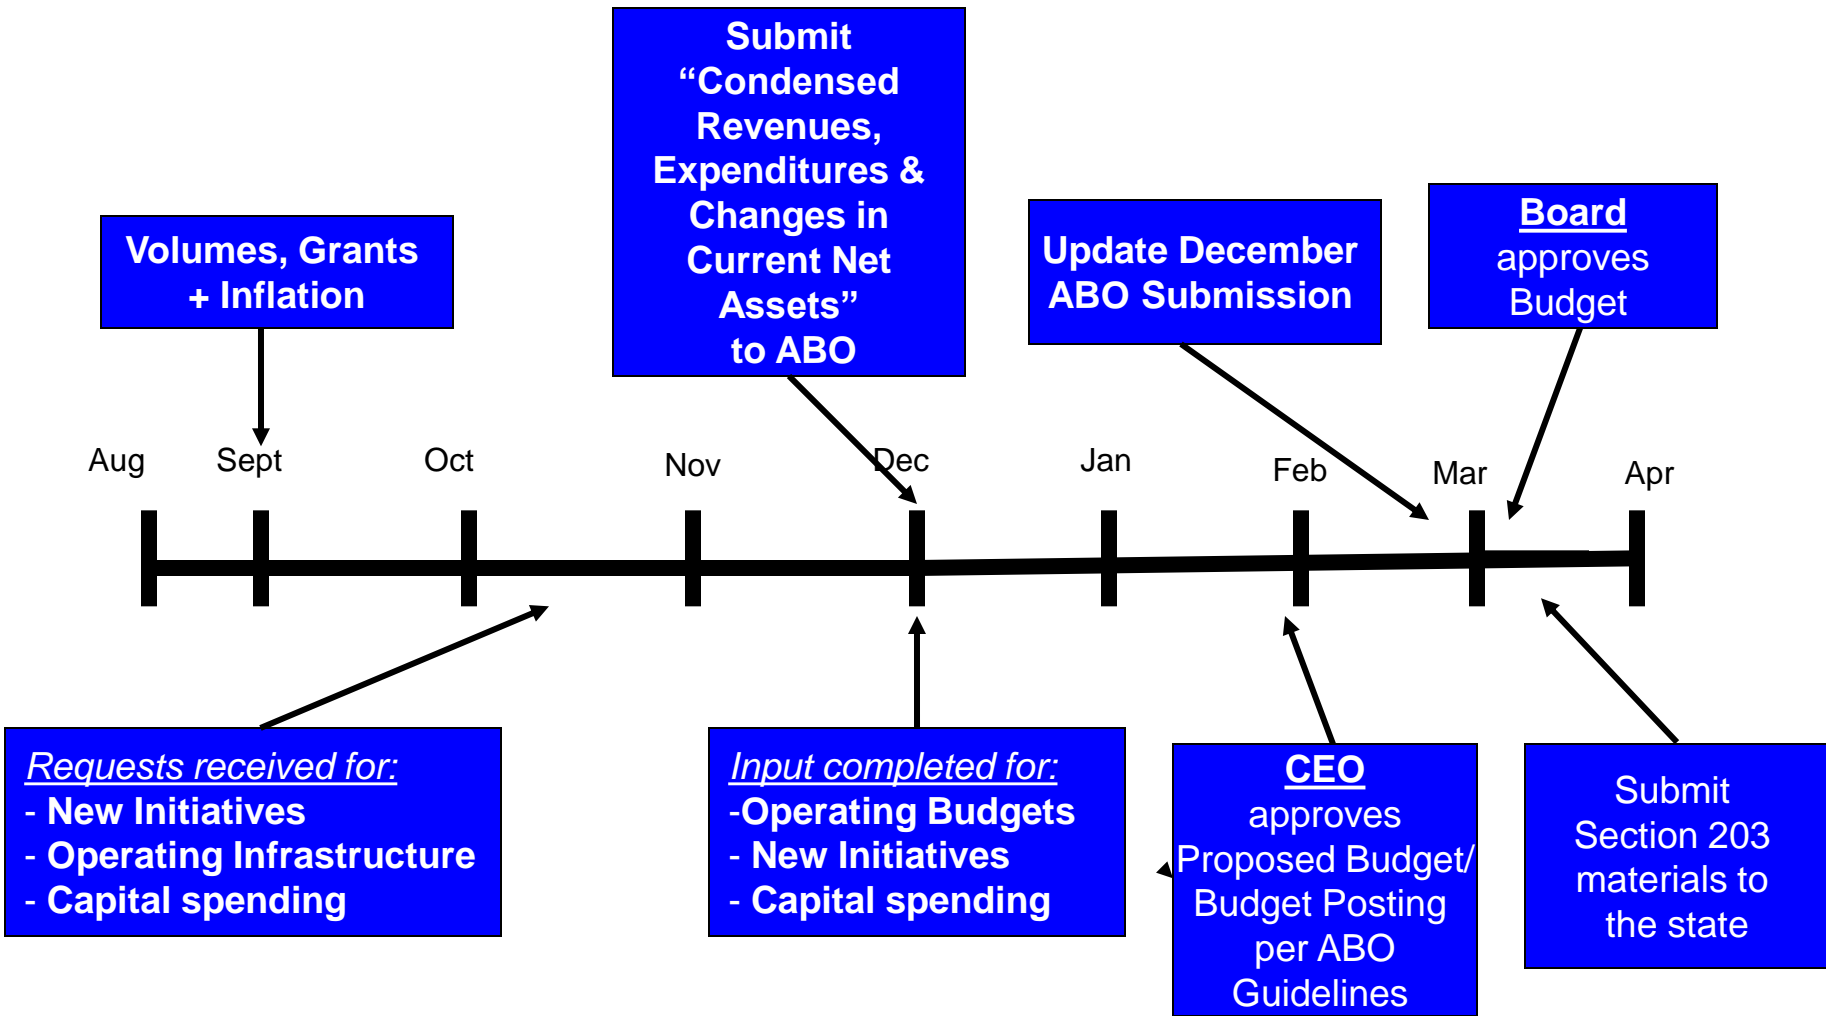 Submit
“Condensed
Revenues,
Expenditures &
Changes in
Current Net
Assets”
to ABO
Volumes, Grants
+ Inflation
Update December
ABO Submission
Board
approves
Budget
Aug
Sept
Oct
Nov
Dec
Jan
Feb
Mar
Apr
Requests received for:
- New Initiatives
- Operating Infrastructure
- Capital spending
Input completed for:
-Operating Budgets
- New Initiatives
- Capital spending
CEO
approves
Proposed Budget/
Budget Posting
per ABO
Guidelines
Submit
Section 203
materials to
the state